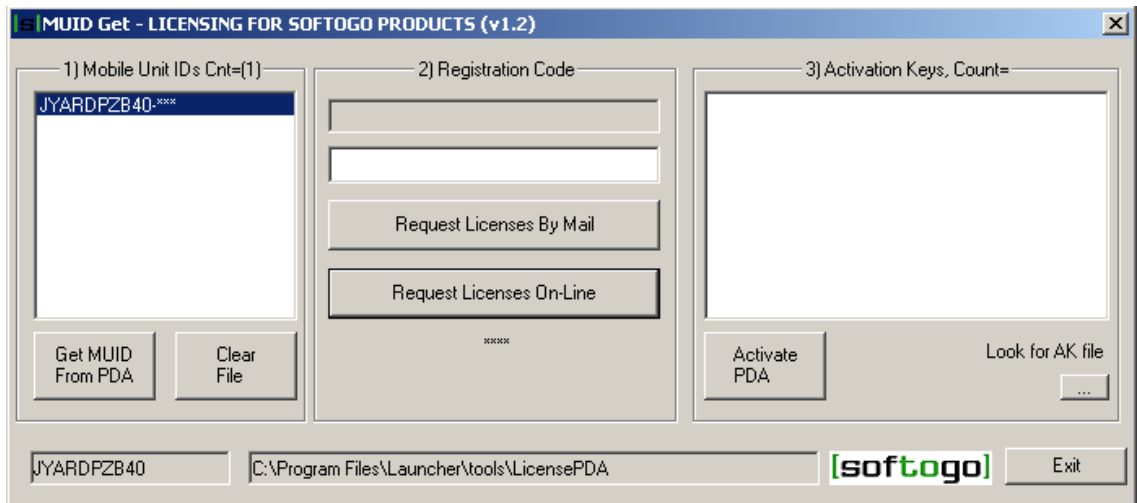 [s] MUID Get - LICENSING FOR SOFTOGO PRODUCTS (v1.2)
1) Mobile Unit IDs Cnt=(1)
JYARDPZB40-***
Get MUID
From PDA
Clear
File
2) Registration Code
Request Licenses By Mail
Request Licenses On-Line
****
3) Activation Keys, Count=
Activate
PDA
Look for AK file
...
JYARDPZB40
C:\Program Files\Launcher\tools\LicensePDA
[softogo]
Exit